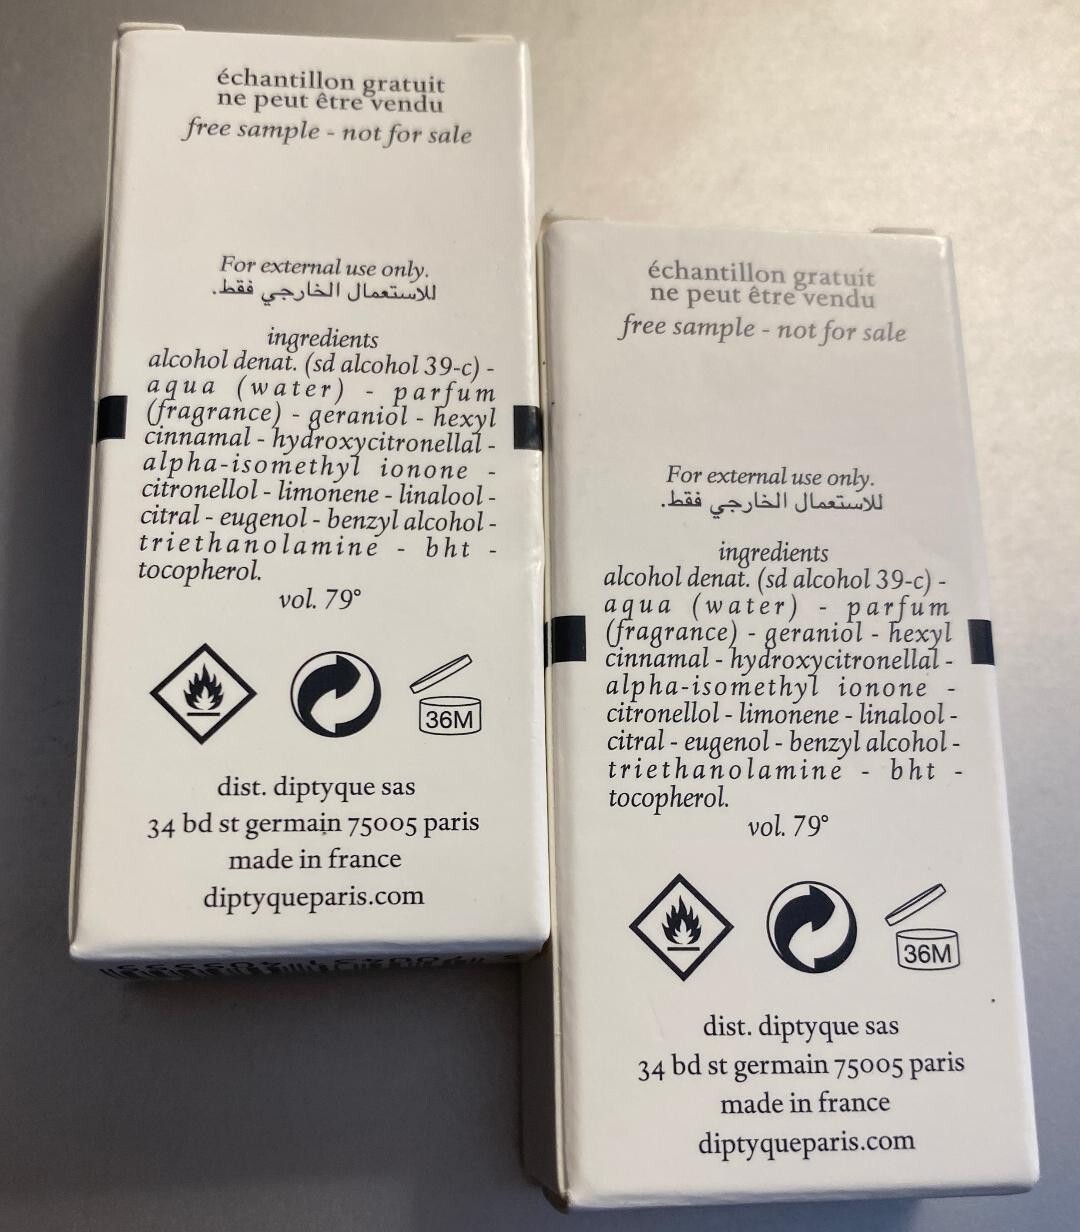 échantillon gratuit
ne peut être vendu
free sample - not for sale
For external use only.
للاستعمال الخارجي فقط.
ingredients
alcohol denat. (sd alcohol 39-c) -
aqua (water) - parfum
(fragrance) - geraniol - hexyl
cinnamal - hydroxycitronellal -
alpha-isomethyl ionone -
citronellol - limonene - linalool -
citral - eugenol - benzyl alcohol -
triethanolamine - bht -
tocopherol.
vol. 79°
36M
dist. diptyque sas
34 bd st germain 75005 paris
made in france
diptyqueparis.com
échantillon gratuit
ne peut être vendu
free sample - not for sale
For external use only.
للاستعمال الخارجي فقط.
ingredients
alcohol denat. (sd alcohol 39-c) -
aqua (water) - parfum
(fragrance) - geraniol - hexyl
cinnamal - hydroxycitronellal -
alpha-isomethyl ionone -
citronellol - limonene - linalool -
citral - eugenol - benzyl alcohol -
triethanolamine - bht -
tocopherol.
vol. 79°
36M
dist. diptyque sas
34 bd st germain 75005 paris
made in france
diptyqueparis.com